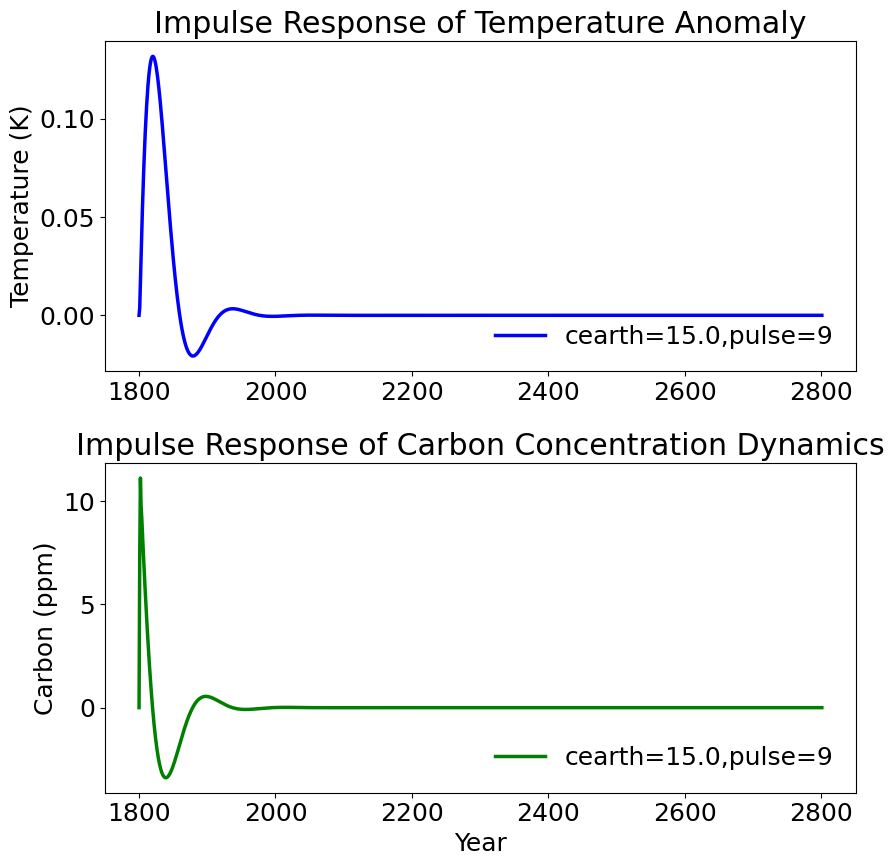 Impulse Response of Temperature Anomaly
Temperature (K)
0.10
0.05
0.00
cearth=15.0,pulse=9
1800 2000 2200 2400 2600 2800
Impulse Response of Carbon Concentration Dynamics
Carbon (ppm)
10
5
0
cearth=15.0,pulse=9
1800 2000 2200 2400 2600 2800
Year